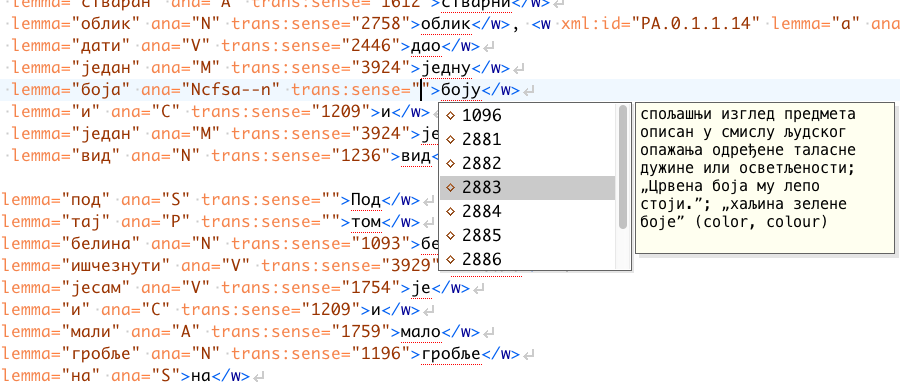 lemma="стваран" ana="A" trans:sense="1612">стварни</w>
lemma="облик" ana="N" trans:sense="2758">облик</w>, <w xml:id="PA.0.1.1.14" lemma="a" ana
lemma="дати" ana="V" trans:sense="2446">дао</w>
lemma="један" ana="M" trans:sense="3924">једну</w>
lemma="боја" ana="Ncfsa--n" trans:sense="">боју</w>
lemma="и" ana="C" trans:sense="1209">и</w>
lemma="један" ana="M" trans:sense="3924">је
lemma="вид" ana="N" trans:sense="1236">вид<
lemma="под" ana="S" trans:sense="">Под</w>
lemma="тај" ana="P" trans:sense="">том</w>
lemma="белина" ana="N" trans:sense="1093">бе
lemma="ишчезнути" ana="V" trans:sense="3929"
lemma="јесам" ana="V" trans:sense="1754">је</w>
lemma="и" ana="C" trans:sense="1209">и</w>
lemma="мали" ana="A" trans:sense="1759">мало</w>
lemma="гробље" ana="N" trans:sense="1196">гробље</w>
lemma="на" ana="S">на</w>
1096
2881
2882
2883
2884
2885
2886
спољашњи изглед предмета
описан у смислу људског
опажања одређене таласне
дужине или осветљености;
„Црвена боја му лепо
стоји.”; „хаљина зелене
боје” (color, colour)